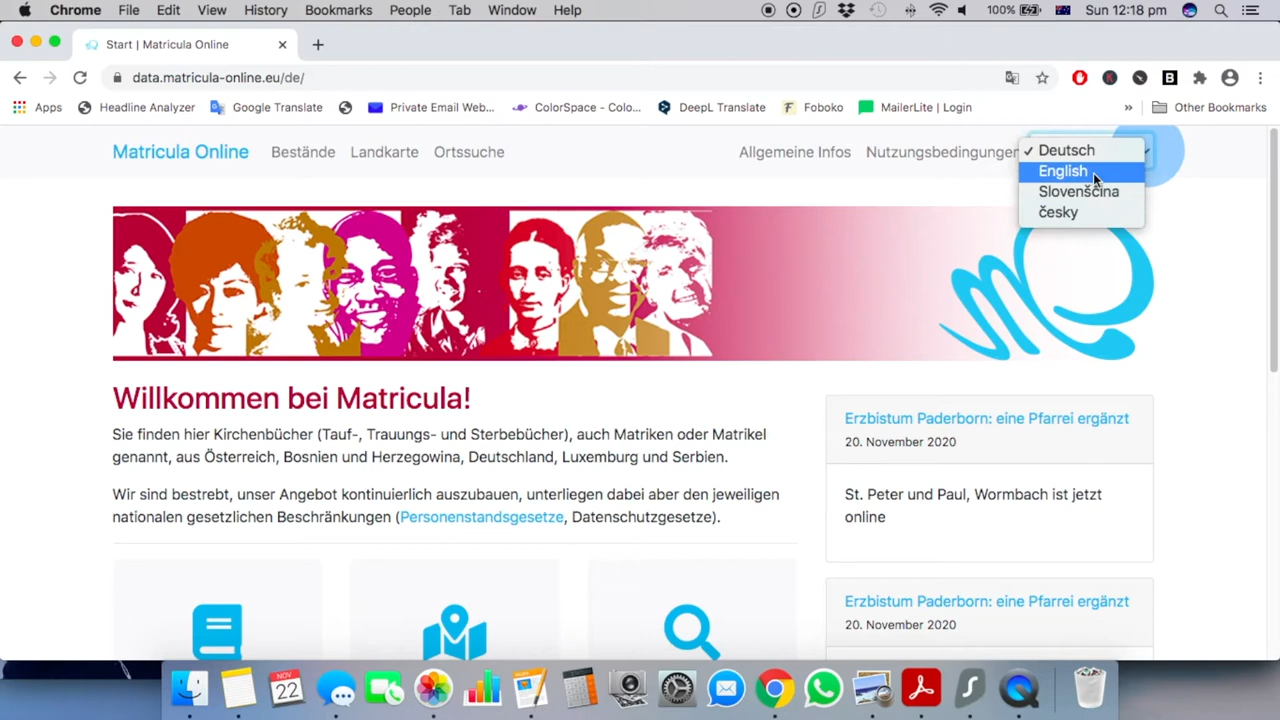 Chrome File Edit View History Bookmarks People Tab Window Help 100% Sun 12:18 pm
Start | Matricula Online
data.matricula-online.eu/de/
Apps Headline Analyzer Google Translate Private Email Web... ColorSpace - Colo... DeepL Translate Foboko MailerLite | Login » Other Bookmarks
Matricula Online Bestände Landkarte Ortssuche Allgemeine Infos Nutzungsbedingungen
✓ Deutsch
English
Slovenščina
česky
Willkommen bei Matricula!
Sie finden hier Kirchenbücher (Tauf-, Trauungs- und Sterbebücher), auch Matriken oder Matrikel
genannt, aus Österreich, Bosnien und Herzegowina, Deutschland, Luxemburg und Serbien.
Wir sind bestrebt, unser Angebot kontinuierlich auszubauen, unterliegen dabei aber den jeweiligen
nationalen gesetzlichen Beschränkungen (Personenstandsgesetze, Datenschutzgesetze).
Erzbistum Paderborn: eine Pfarrei ergänzt
20. November 2020
St. Peter und Paul, Wormbach ist jetzt
online
Erzbistum Paderborn: eine Pfarrei ergänzt
20. November 2020
NOV
22